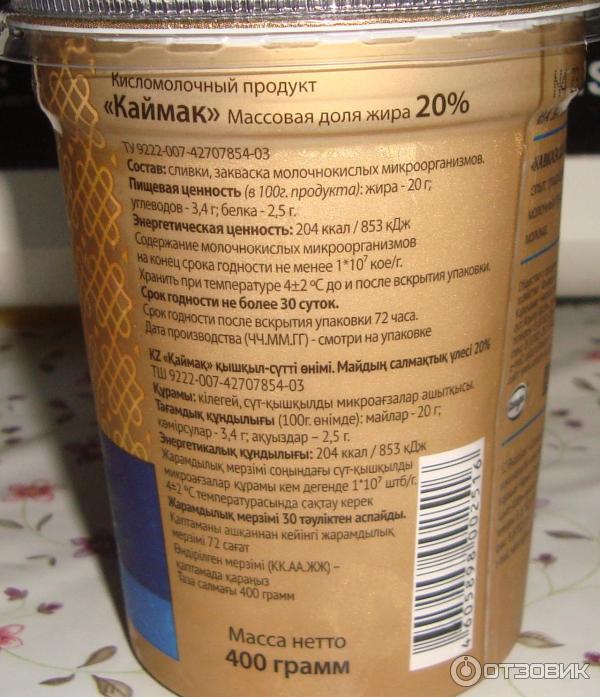 Кисломолочный продукт
«Каймак» Массовая доля жира 20%
ТУ 9222-007-42707854-03
Состав: сливки, закваска молочнокислых микроорганизмов.
Пищевая ценность (в 100г. продукта): жира - 20 г;
углеводов - 3,4 г; белка - 2,5 г.
Энергетическая ценность: 204 ккал / 853 кДж
Содержание молочнокислых микроорганизмов
на конец срока годности не менее 1*10⁷ кое/г.
Хранить при температуре 4±2 ºС до и после вскрытия упаковки.
Срок годности не более 30 суток.
Срок годности после вскрытия упаковки 72 часа.
Дата производства (ЧЧ.ММ.ГГ) - смотри на упаковке
KZ «Қаймақ» қышқыл-сүтті өнімі. Майдың салмақтық үлесі 20%
ТШ 9222-007-42707854-03
Құрамы: кілегей, сүт-қышқылды микроағзалар ашытқысы.
Тағамдық құндылығы: (100г. өнімде): майлар - 20 г;
көмірсулар - 3,4 г; ақуыздар – 2,5 г.
Энергетикалық құндылығы: 204 ккал / 853 кДж
Жарамдылық мерзімі соңындағы сүт-қышқылды
микроағзалар құрамы кем дегенде 1*10⁷ штб/г.
4±2 ºС температурасында сақтау керек
Жарамдылық мерзімі 30 тәуліктен аспайды.
Қаптаманы ашқаннан кейінгі жарамдылық
мерзімі 72 сағат
Өндірілген мерзімі (КК.АА.ЖЖ) –
қаптамада қараңыз
Таза салмағы 400 грамм
Масса нетто
400 грамм
4 605898 002516
ОТЗОВИК